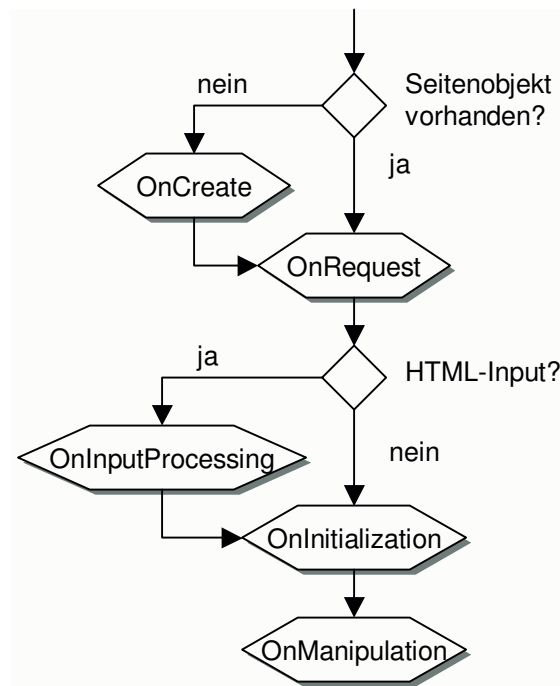 nein
Seitenobjekt
vorhanden?
ja
OnCreate
OnRequest
ja
HTML-Input?
OnInputProcessing
nein
OnInitialization
OnManipulation